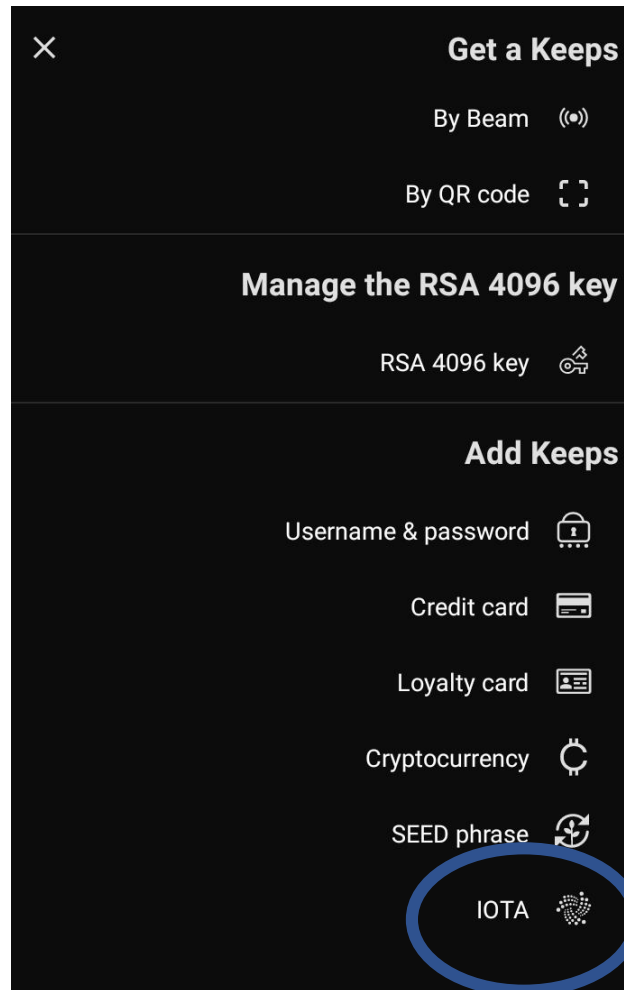 Get a Keeps
By Beam
By QR code
Manage the RSA 4096 key
RSA 4096 key
Add Keeps
Username & password
Credit card
Loyalty card
Cryptocurrency
SEED phrase
IOTA